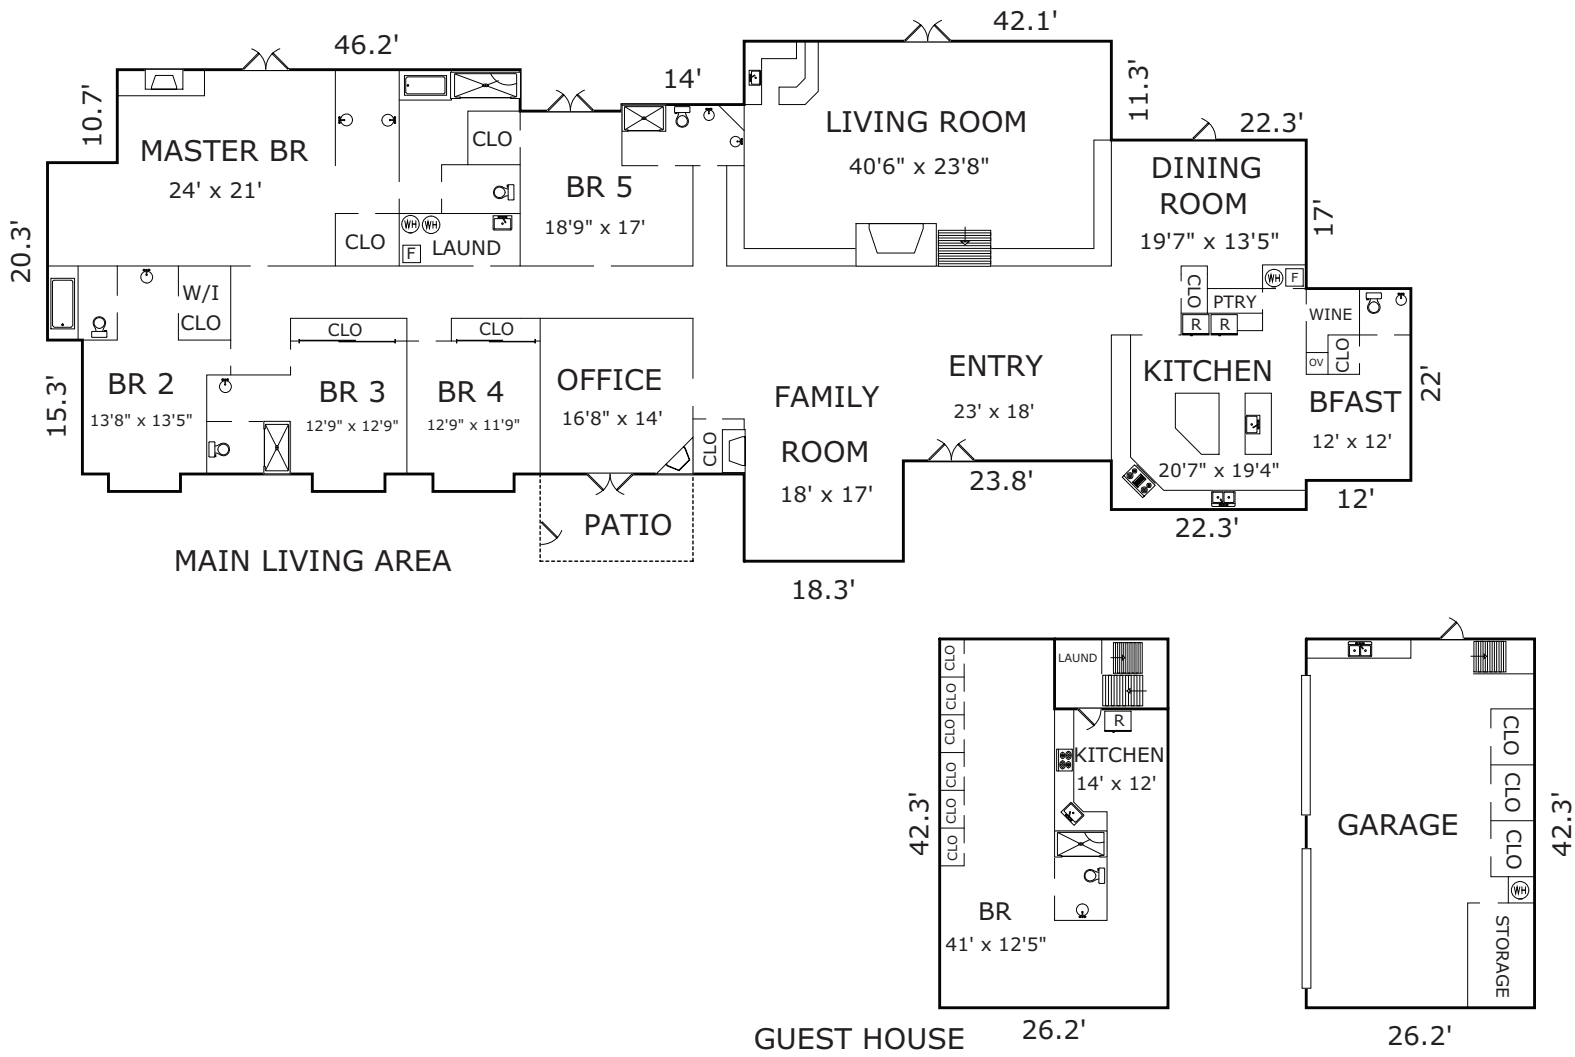 46.2'
42.1'
14'
10.7'
11.3'
22.3'
MASTER BR
24' x 21'
CLO
LIVING ROOM
40'6" x 23'8"
DINING
ROOM
19'7" x 13'5"
17'
BR 5
18'9" x 17'
20.3'
CLO
WH
WH
F
LAUND
W/I
CLO
CLO
PTRY
WH
F
R
R
WINE
OV
CLO
CLO
CLO
15.3'
BR 2
13'8" x 13'5"
BR 3
12'9" x 12'9"
BR 4
12'9" x 11'9"
OFFICE
16'8" x 14'
CLO
FAMILY
ROOM
18' x 17'
ENTRY
23' x 18'
KITCHEN
20'7" x 19'4"
BFAST
12' x 12'
22'
23.8'
12'
22.3'
PATIO
MAIN LIVING AREA
18.3'
CLO
CLO
CLO
CLO
CLO
CLO
LAUND
R
KITCHEN
14' x 12'
42.3'
BR
41' x 12'5"
GUEST HOUSE
26.2'
CLO
CLO
CLO
GARAGE
42.3'
WH
STORAGE
26.2'